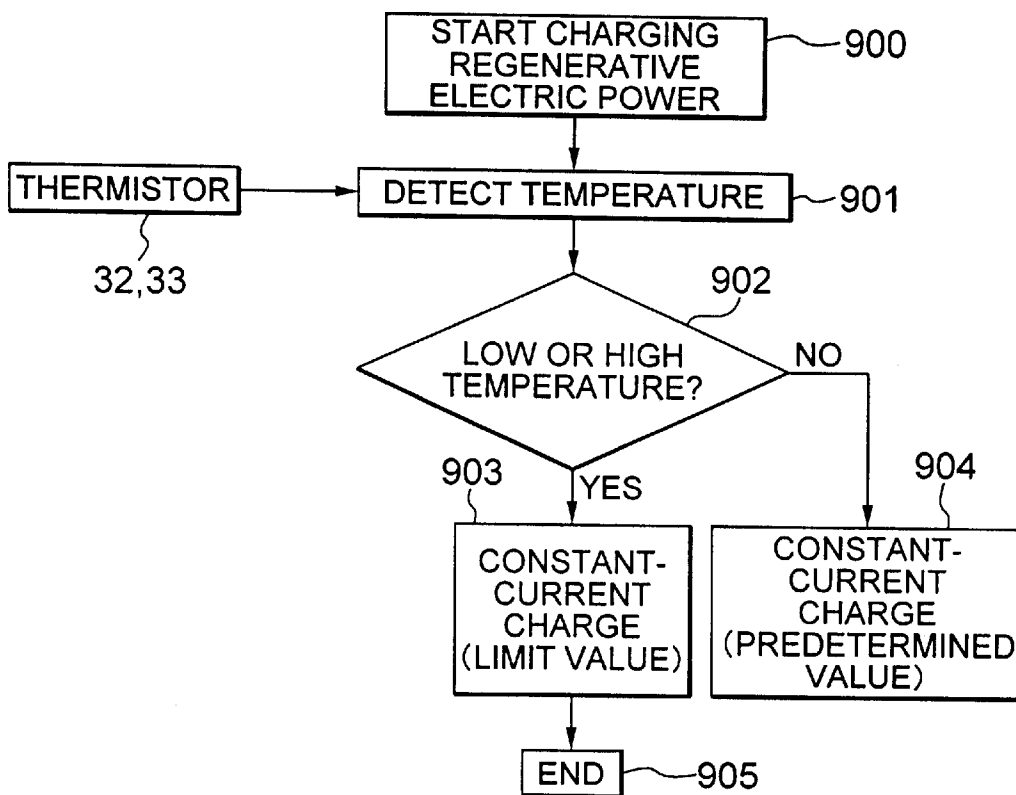 START CHARGING
REGENERATIVE
ELECTRIC POWER
900
THERMISTOR
32,33
DETECT TEMPERATURE
901
902
LOW OR HIGH
TEMPERATURE?
NO
YES
903
CONSTANT-
CURRENT
CHARGE
(LIMIT VALUE)
904
CONSTANT-
CURRENT
CHARGE
(PREDETERMINED
VALUE)
END
905